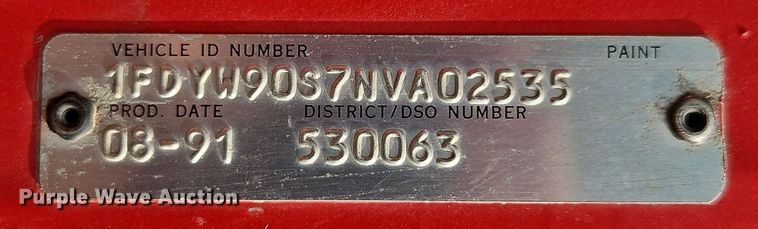 VEHICLE ID NUMBER PAINT
1FDYW90S7NVA02535
PROD. DATE DISTRICT/DSO NUMBER
08-91 530063
Purple Wave Auction